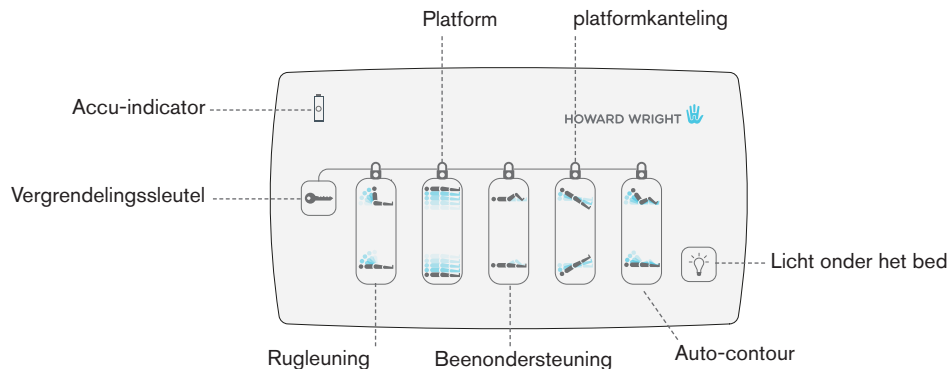 Platform
platformkanteling
Accu-indicator
HOWARD WRIGHT
Vergrendelingssleutel
Licht onder het bed
Rugleuning
Beenondersteuning
Auto-contour